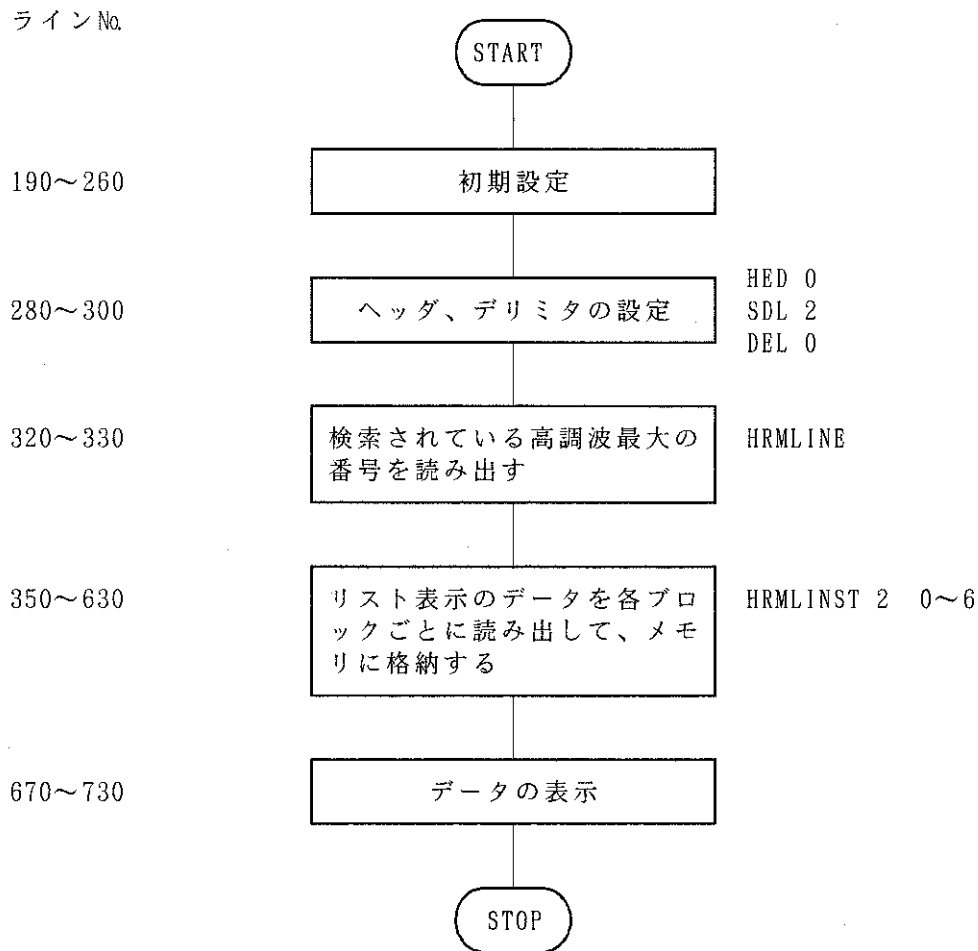 ラインNo.
START
190～260
初期設定
280～300
ヘッダ、デリミタの設定
HED 0
SDL 2
DEL 0
320～330
検索されている高調波最大の
番号を読み出す
HRMLINE
350～630
リスト表示のデータを各ブロ
ックごとに読み出して、メモ
リに格納する
HRMLINST 2 0～6
670～730
データの表示
STOP